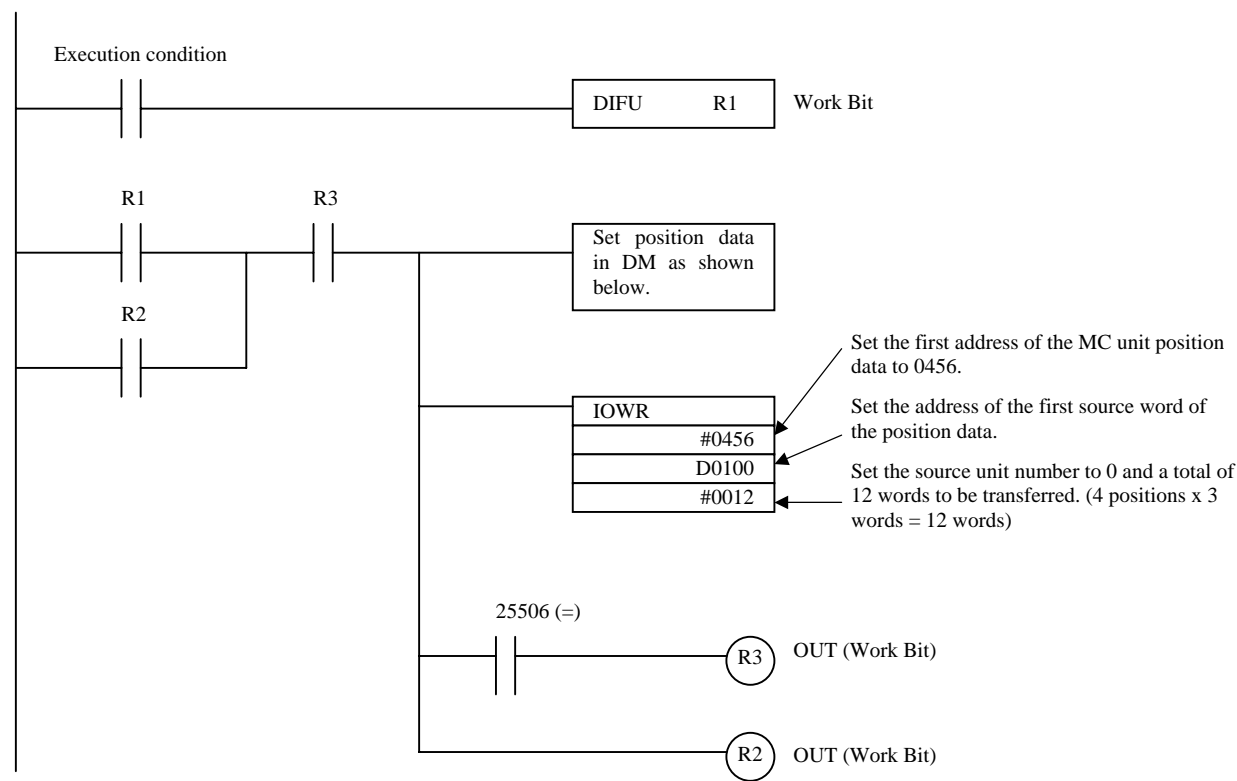 Execution condition
DIFU R1 Work Bit
R1 R3
Set position data
in DM as shown
below.
R2
Set the first address of the MC unit position
data to 0456.
IOWR
#0456
D0100
#0012
Set the address of the first source word of
the position data.
Set the source unit number to 0 and a total of
12 words to be transferred. (4 positions x 3
words = 12 words)
25506 (=)
R3 OUT (Work Bit)
R2 OUT (Work Bit)